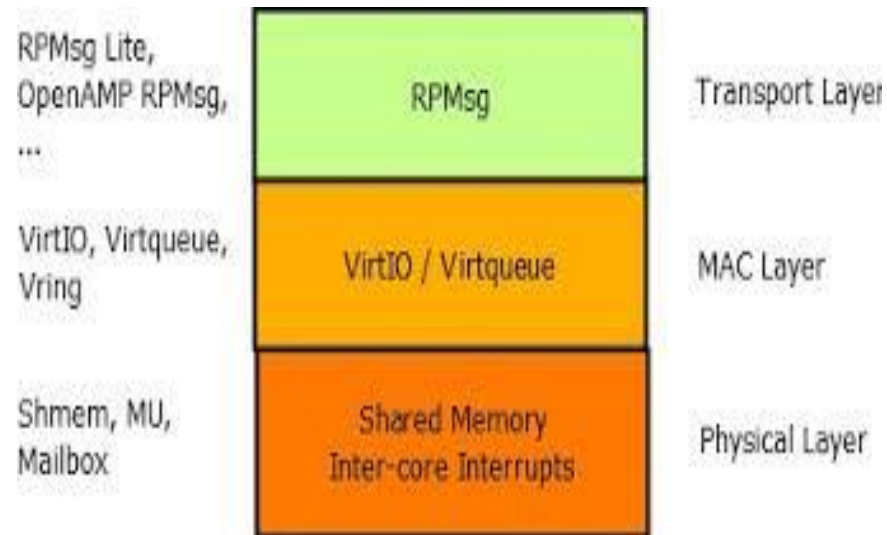 RPMsg Lite,
OpenAMP RPMsg,
...
RPMsg
Transport Layer
VirtIO, Virtqueue,
Vring
VirtIO / Virtqueue
MAC Layer
Shmem, MU,
Mailbox
Shared Memory
Inter-core Interrupts
Physical Layer